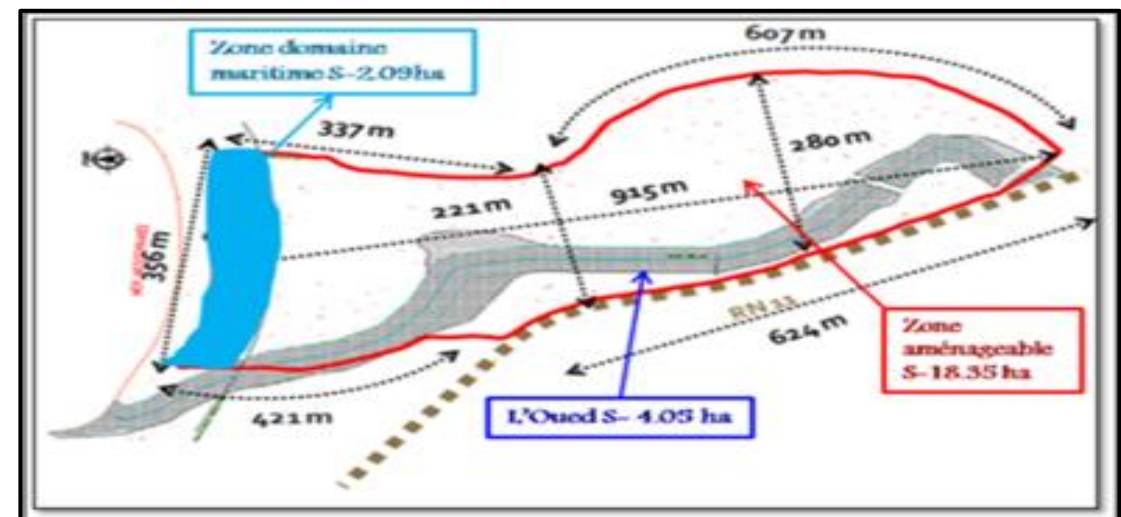 607 m
Zone domaine
maritime S-2.09ha
337 m
280 m
221 m
915 m
356 m
RN 11
624 m
Zone
aménageable
S-18.35 ha
421 m
L'Oued S- 4.05 ha